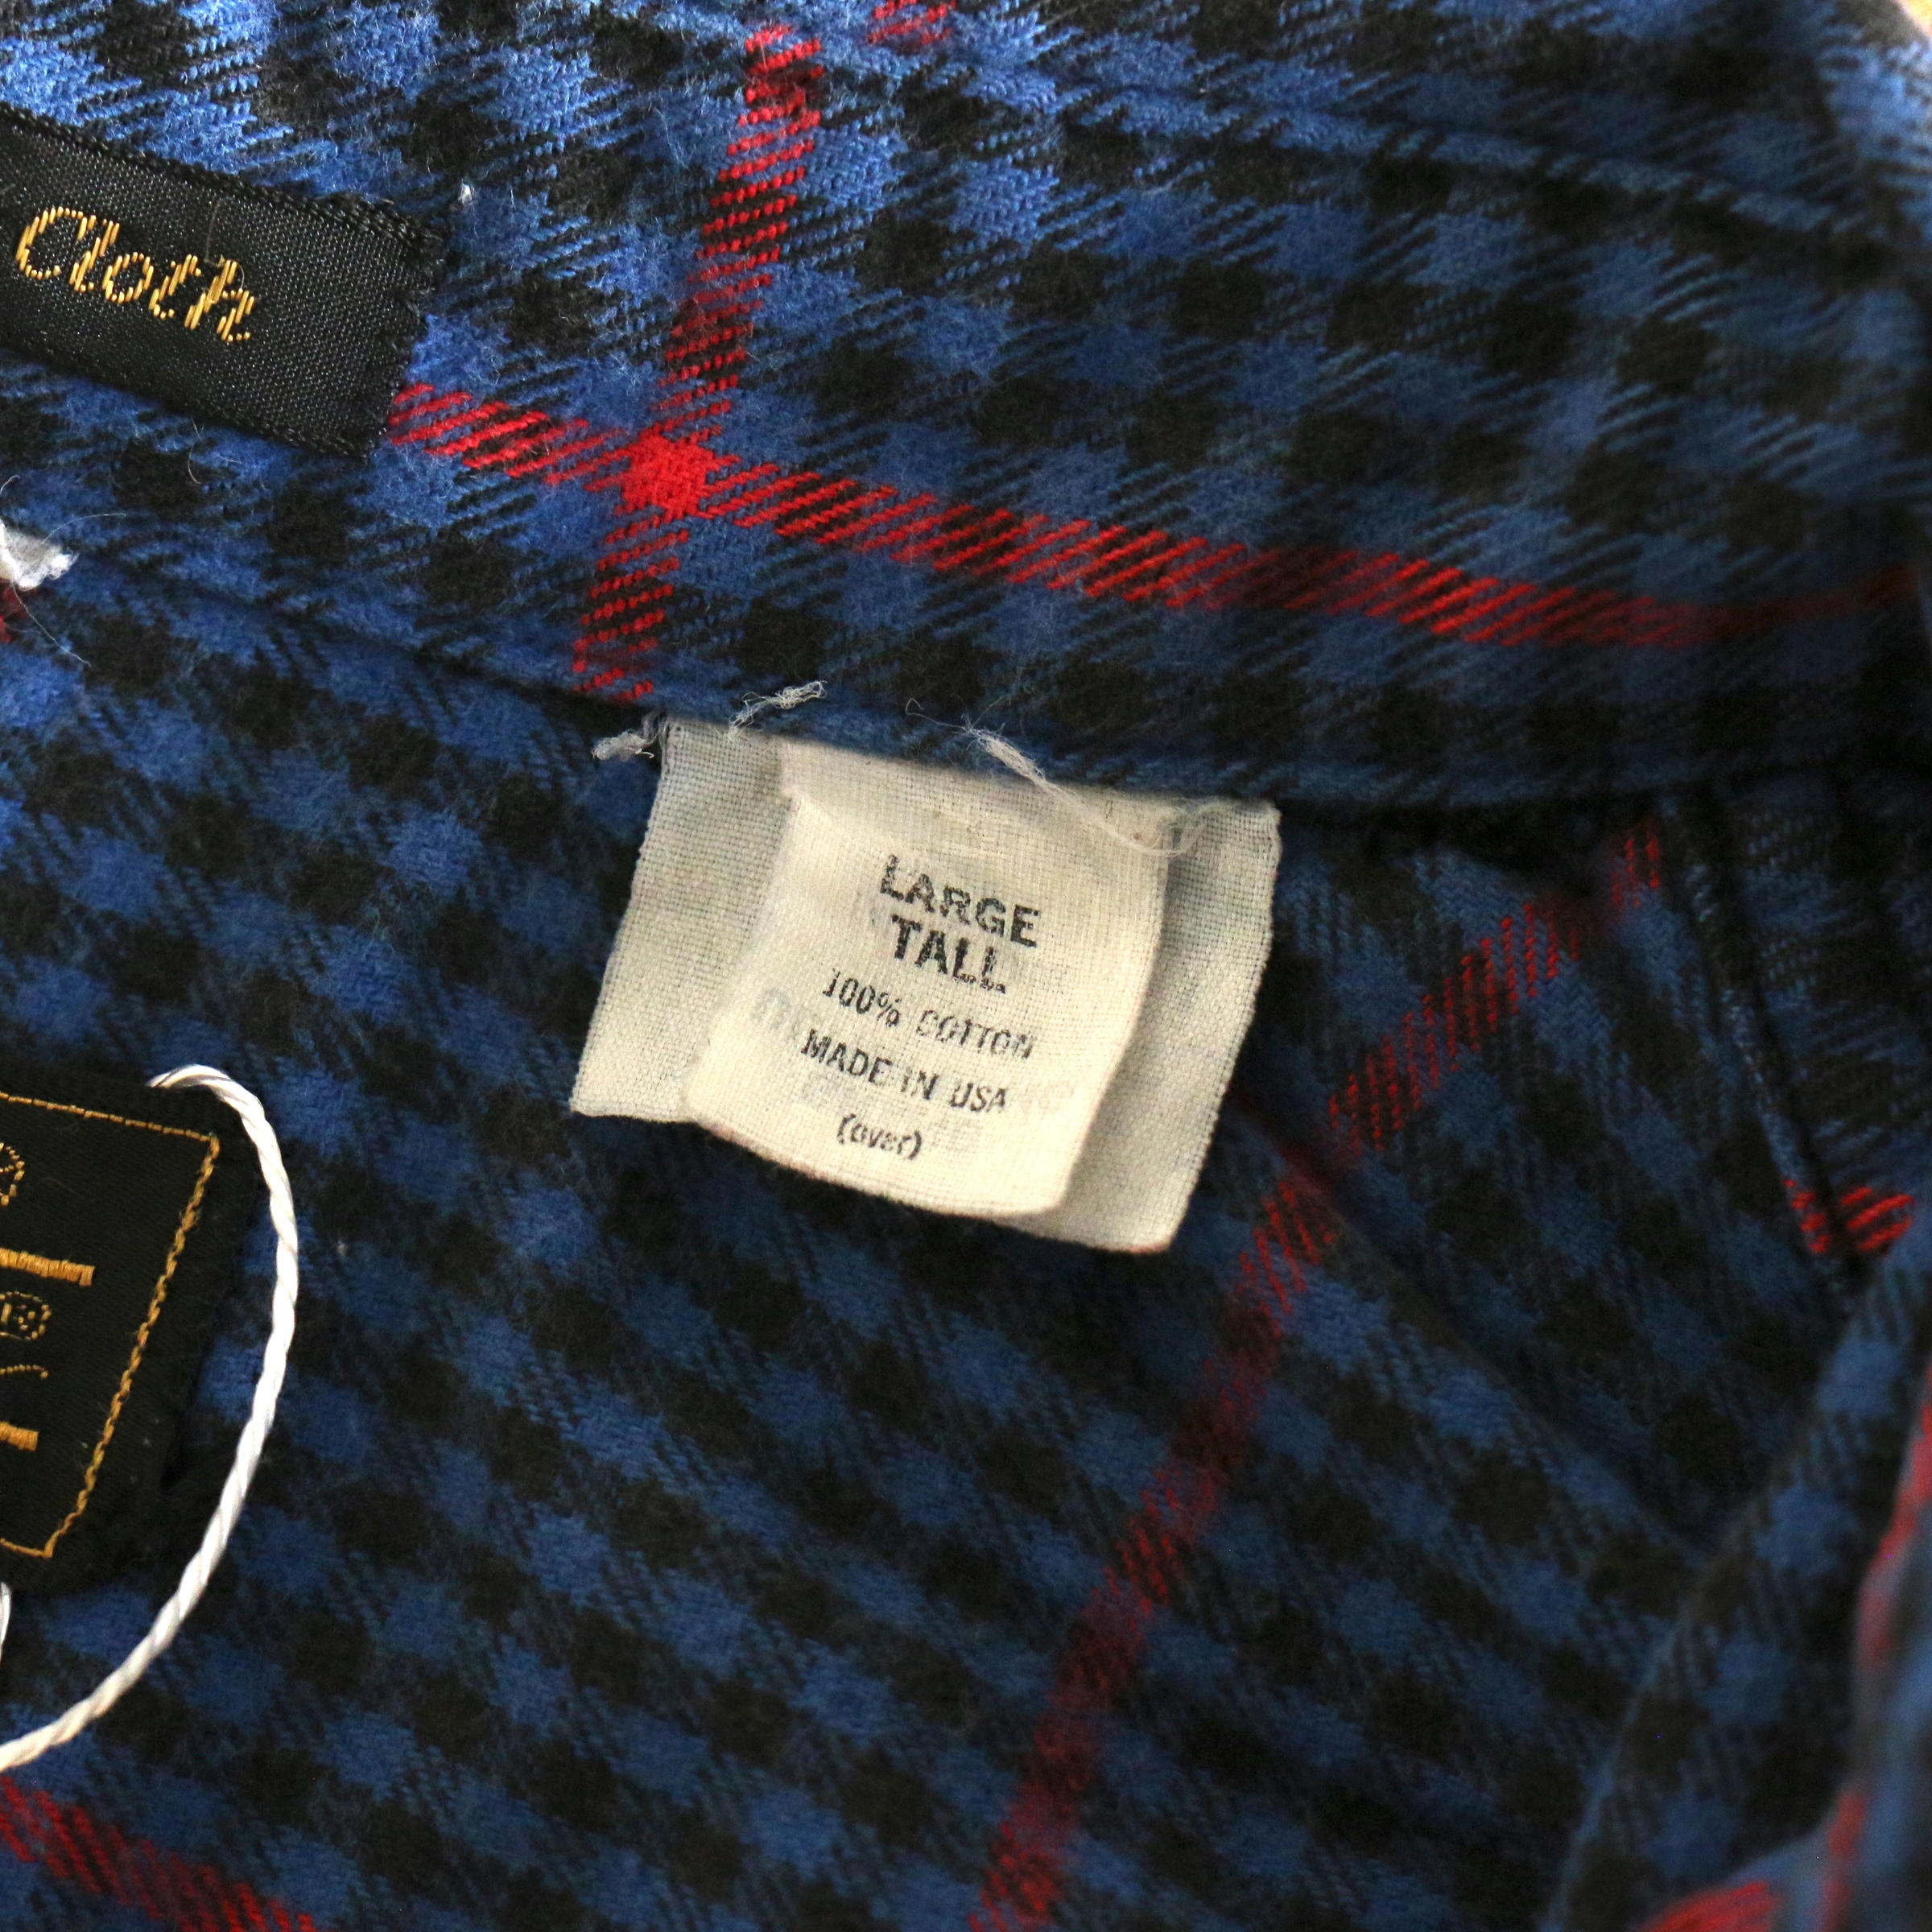 Cloth
LARGE
TALL
100% COTTON
MADE IN USA
(over)